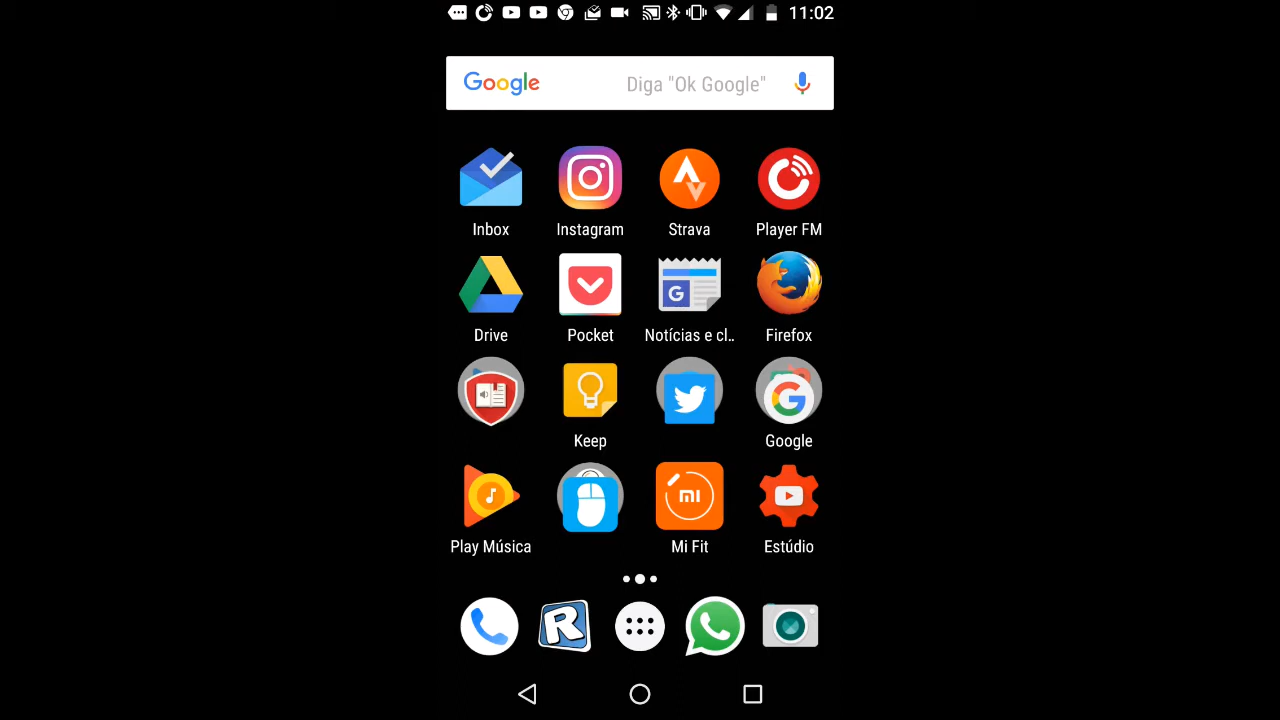 11:02
Google Diga "Ok Google"
Inbox Instagram Strava Player FM
G
Drive Pocket Notícias e cl.. Firefox
G
Keep Google
mi
Play Música Mi Fit Estúdio
R